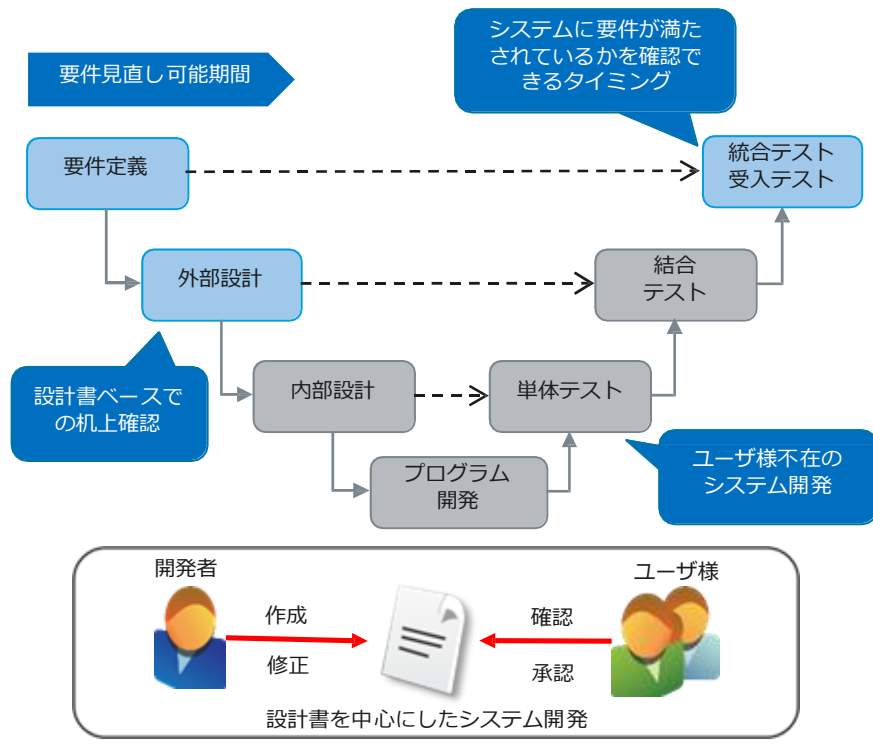 システムに要件が満た
されているかを確認で
きるタイミング
要件見直し可能期間
要件定義
統合テスト
受入テスト
外部設計
結合
テスト
設計書ベースで
の机上確認
内部設計
単体テスト
ユーザ様不在の
システム開発
プログラム
開発
開発者
ユーザ様
作成
確認
修正
承認
設計書を中心にしたシステム開発